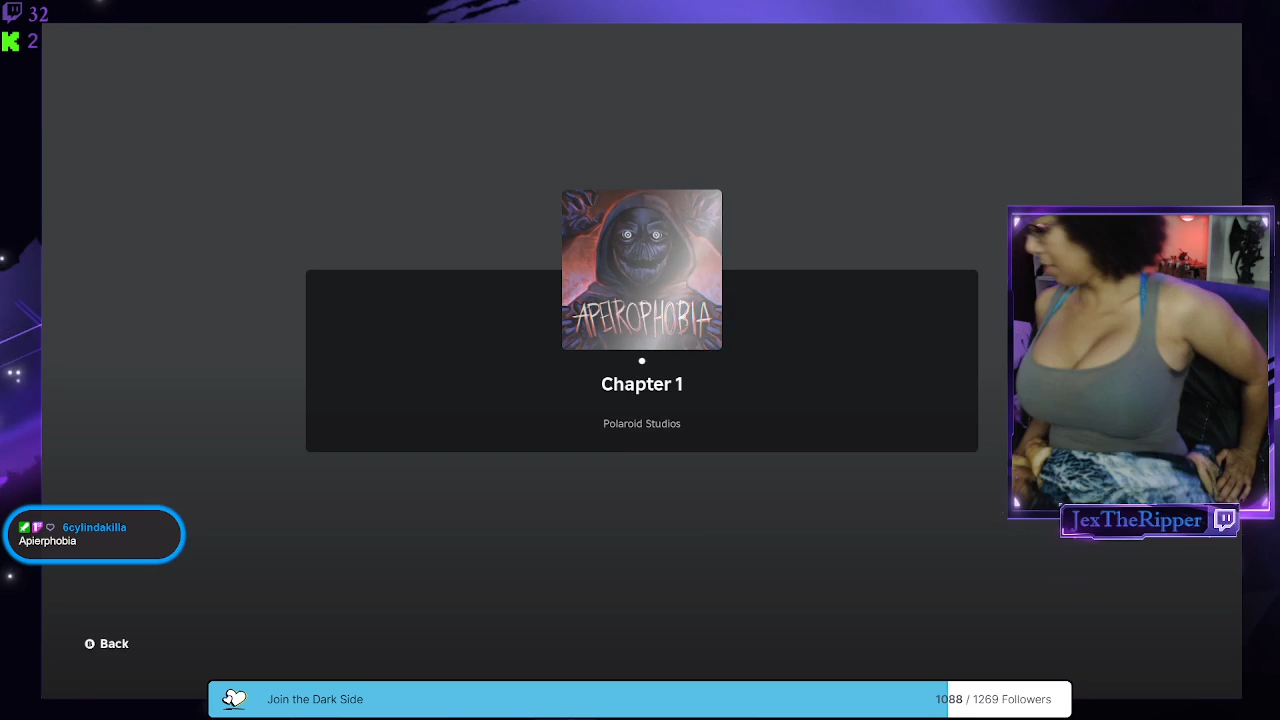 32
2
APEIROPHOBIA
Chapter 1
Polaroid Studios
JexTheRipper
6cylindakilla
Apierphobia
B Back
Join the Dark Side
1088 / 1269 Followers